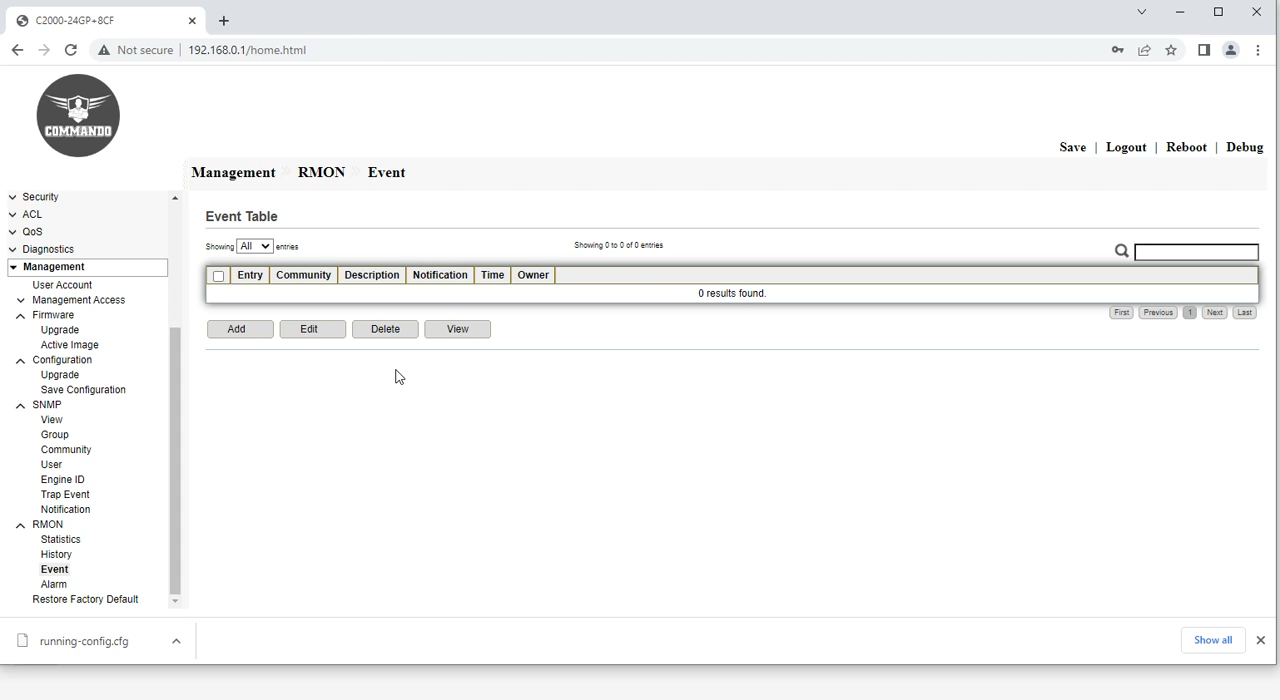 C2000-24GP+8CF
Not secure | 192.168.0.1/home.html
COMMANDO
Save | Logout | Reboot | Debug
Management RMON Event
Security
ACL
QoS
Diagnostics
Management
User Account
Management Access
Firmware
Upgrade
Active Image
Configuration
Upgrade
Save Configuration
SNMP
View
Group
Community
User
Engine ID
Trap Event
Notification
RMON
Statistics
History
Event
Alarm
Restore Factory Default
Event Table
Showing All entries Showing 0 to 0 of 0 entries
Entry Community Description Notification Time Owner
0 results found.
First Previous 1 Next Last
Add Edit Delete View
running-config.cfg Show all